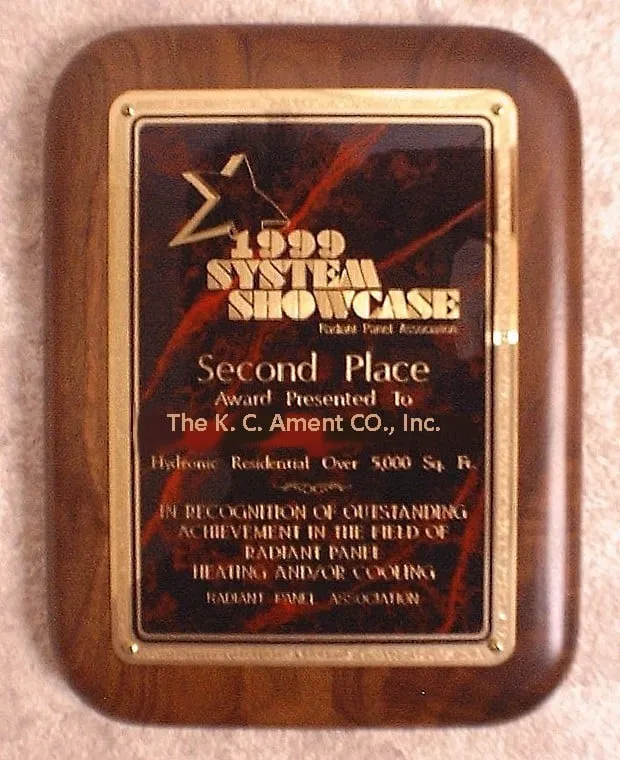 1999
SYSTEM
SHOWCASE
Radiant Panel Association
Second Place
Award Presented To
The K. C. Ament CO., Inc.
Hydronic Residential Over 5,000 Sq. Ft.
IN RECOGNITION OF OUTSTANDING
ACHIEVEMENT IN THE FIELD OF
RADIANT PANEL
HEATING AND/OR COOLING
RADIANT PANEL ASSOCIATION